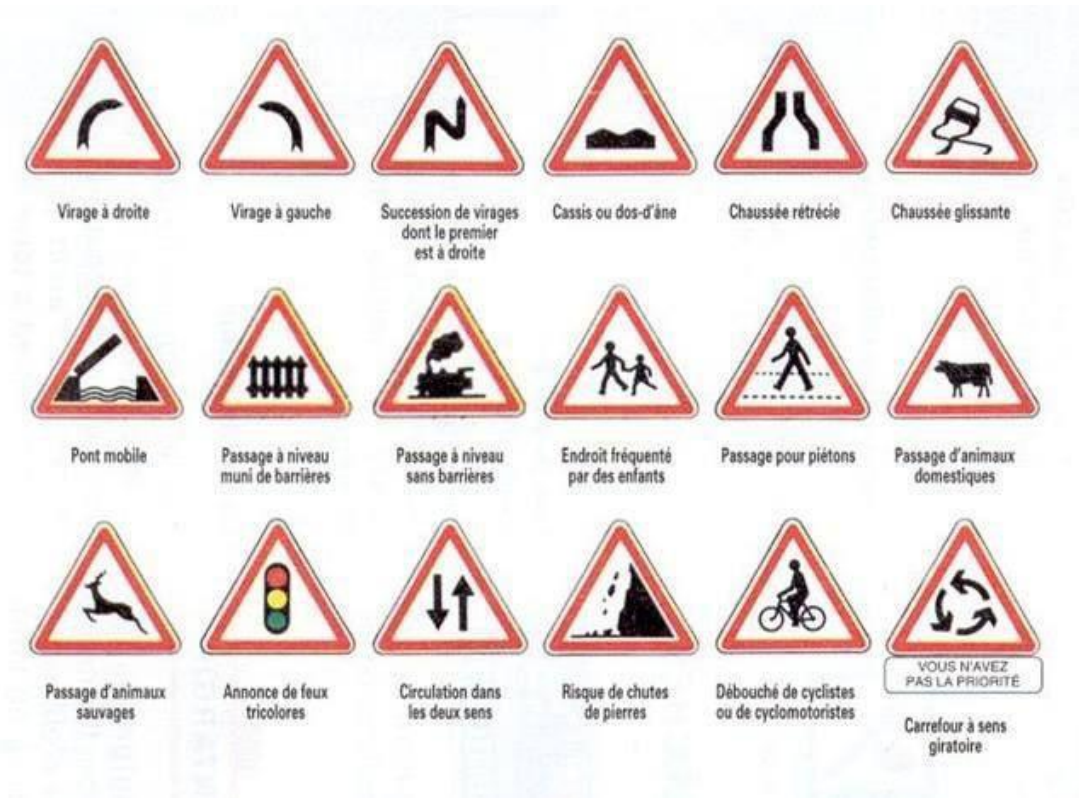 Virage à droite
Virage à gauche
Succession de virages
dont le premier
est à droite
Cassis ou dos-d'âne
Chaussée rétrécie
Chaussée glissante
Pont mobile
Passage à niveau
muni de barrières
Passage à niveau
sans barrières
Endroit fréquenté
par des enfants
Passage pour piétons
Passage d'animaux
domestiques
Passage d'animaux
sauvages
Annonce de feux
tricolores
Circulation dans
les deux sens
Risque de chutes
de pierres
Débouché de cyclistes
ou de cyclomotoristes
VOUS N'AVEZ
PAS LA PRIORITÉ
Carrefour à sens
giratoire